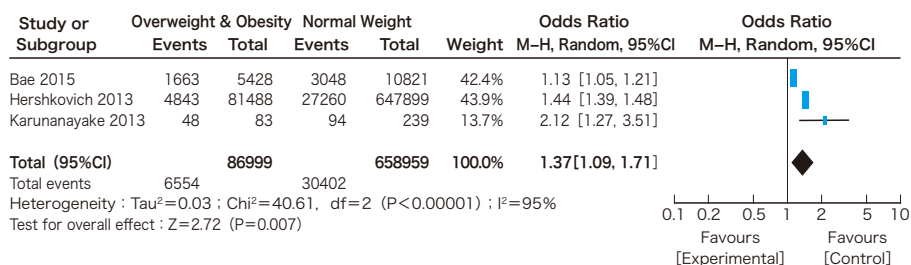 Study or Overweight & Obesity Normal Weight Odds Ratio Odds Ratio
Subgroup Events Total Events Total Weight M–H, Random, 95%CI M–H, Random, 95%CI
Bae 2015 1663 5428 3048 10821 42.4% 1.13 [1.05, 1.21]
Hershkovich 2013 4843 81488 27260 647899 43.9% 1.44 [1.39, 1.48]
Karunanayake 2013 48 83 94 239 13.7% 2.12 [1.27, 3.51]
Total (95%CI) 86999 658959 100.0% 1.37[1.09, 1.71]
Total events 6554 30402
Heterogeneity : Tau²=0.03 ; Chi²=40.61, df=2 (P<0.00001) ; I²=95%
Test for overall effect : Z=2.72 (P=0.007)
0.1 0.2 0.5 1 2 5 10
Favours Favours
[Experimental] [Control]